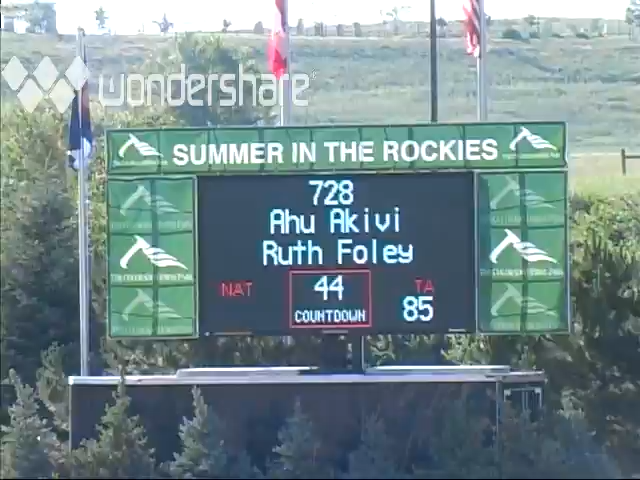 wondershare
SUMMER IN THE ROCKIES
728
Ahu Akivi
Ruth Foley
NAT
44
TA
COUNTDOWN
85